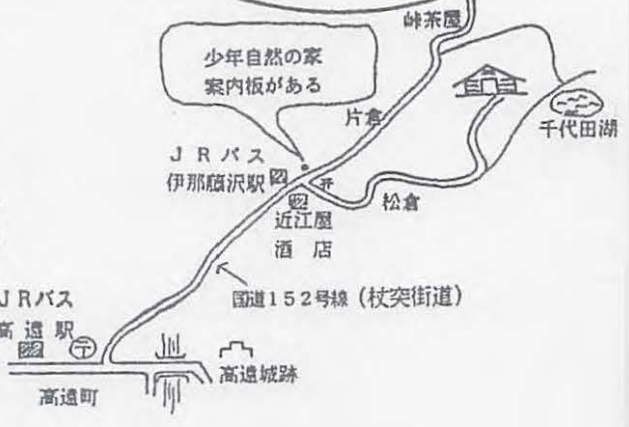 峠茶屋
少年自然の家
案内板がある
片倉
千代田湖
JRバス
伊那藤沢駅
松倉
近江屋
酒店
国道152号線(杖突街道)
JRバス
高遠駅
高遠城跡
高遠町